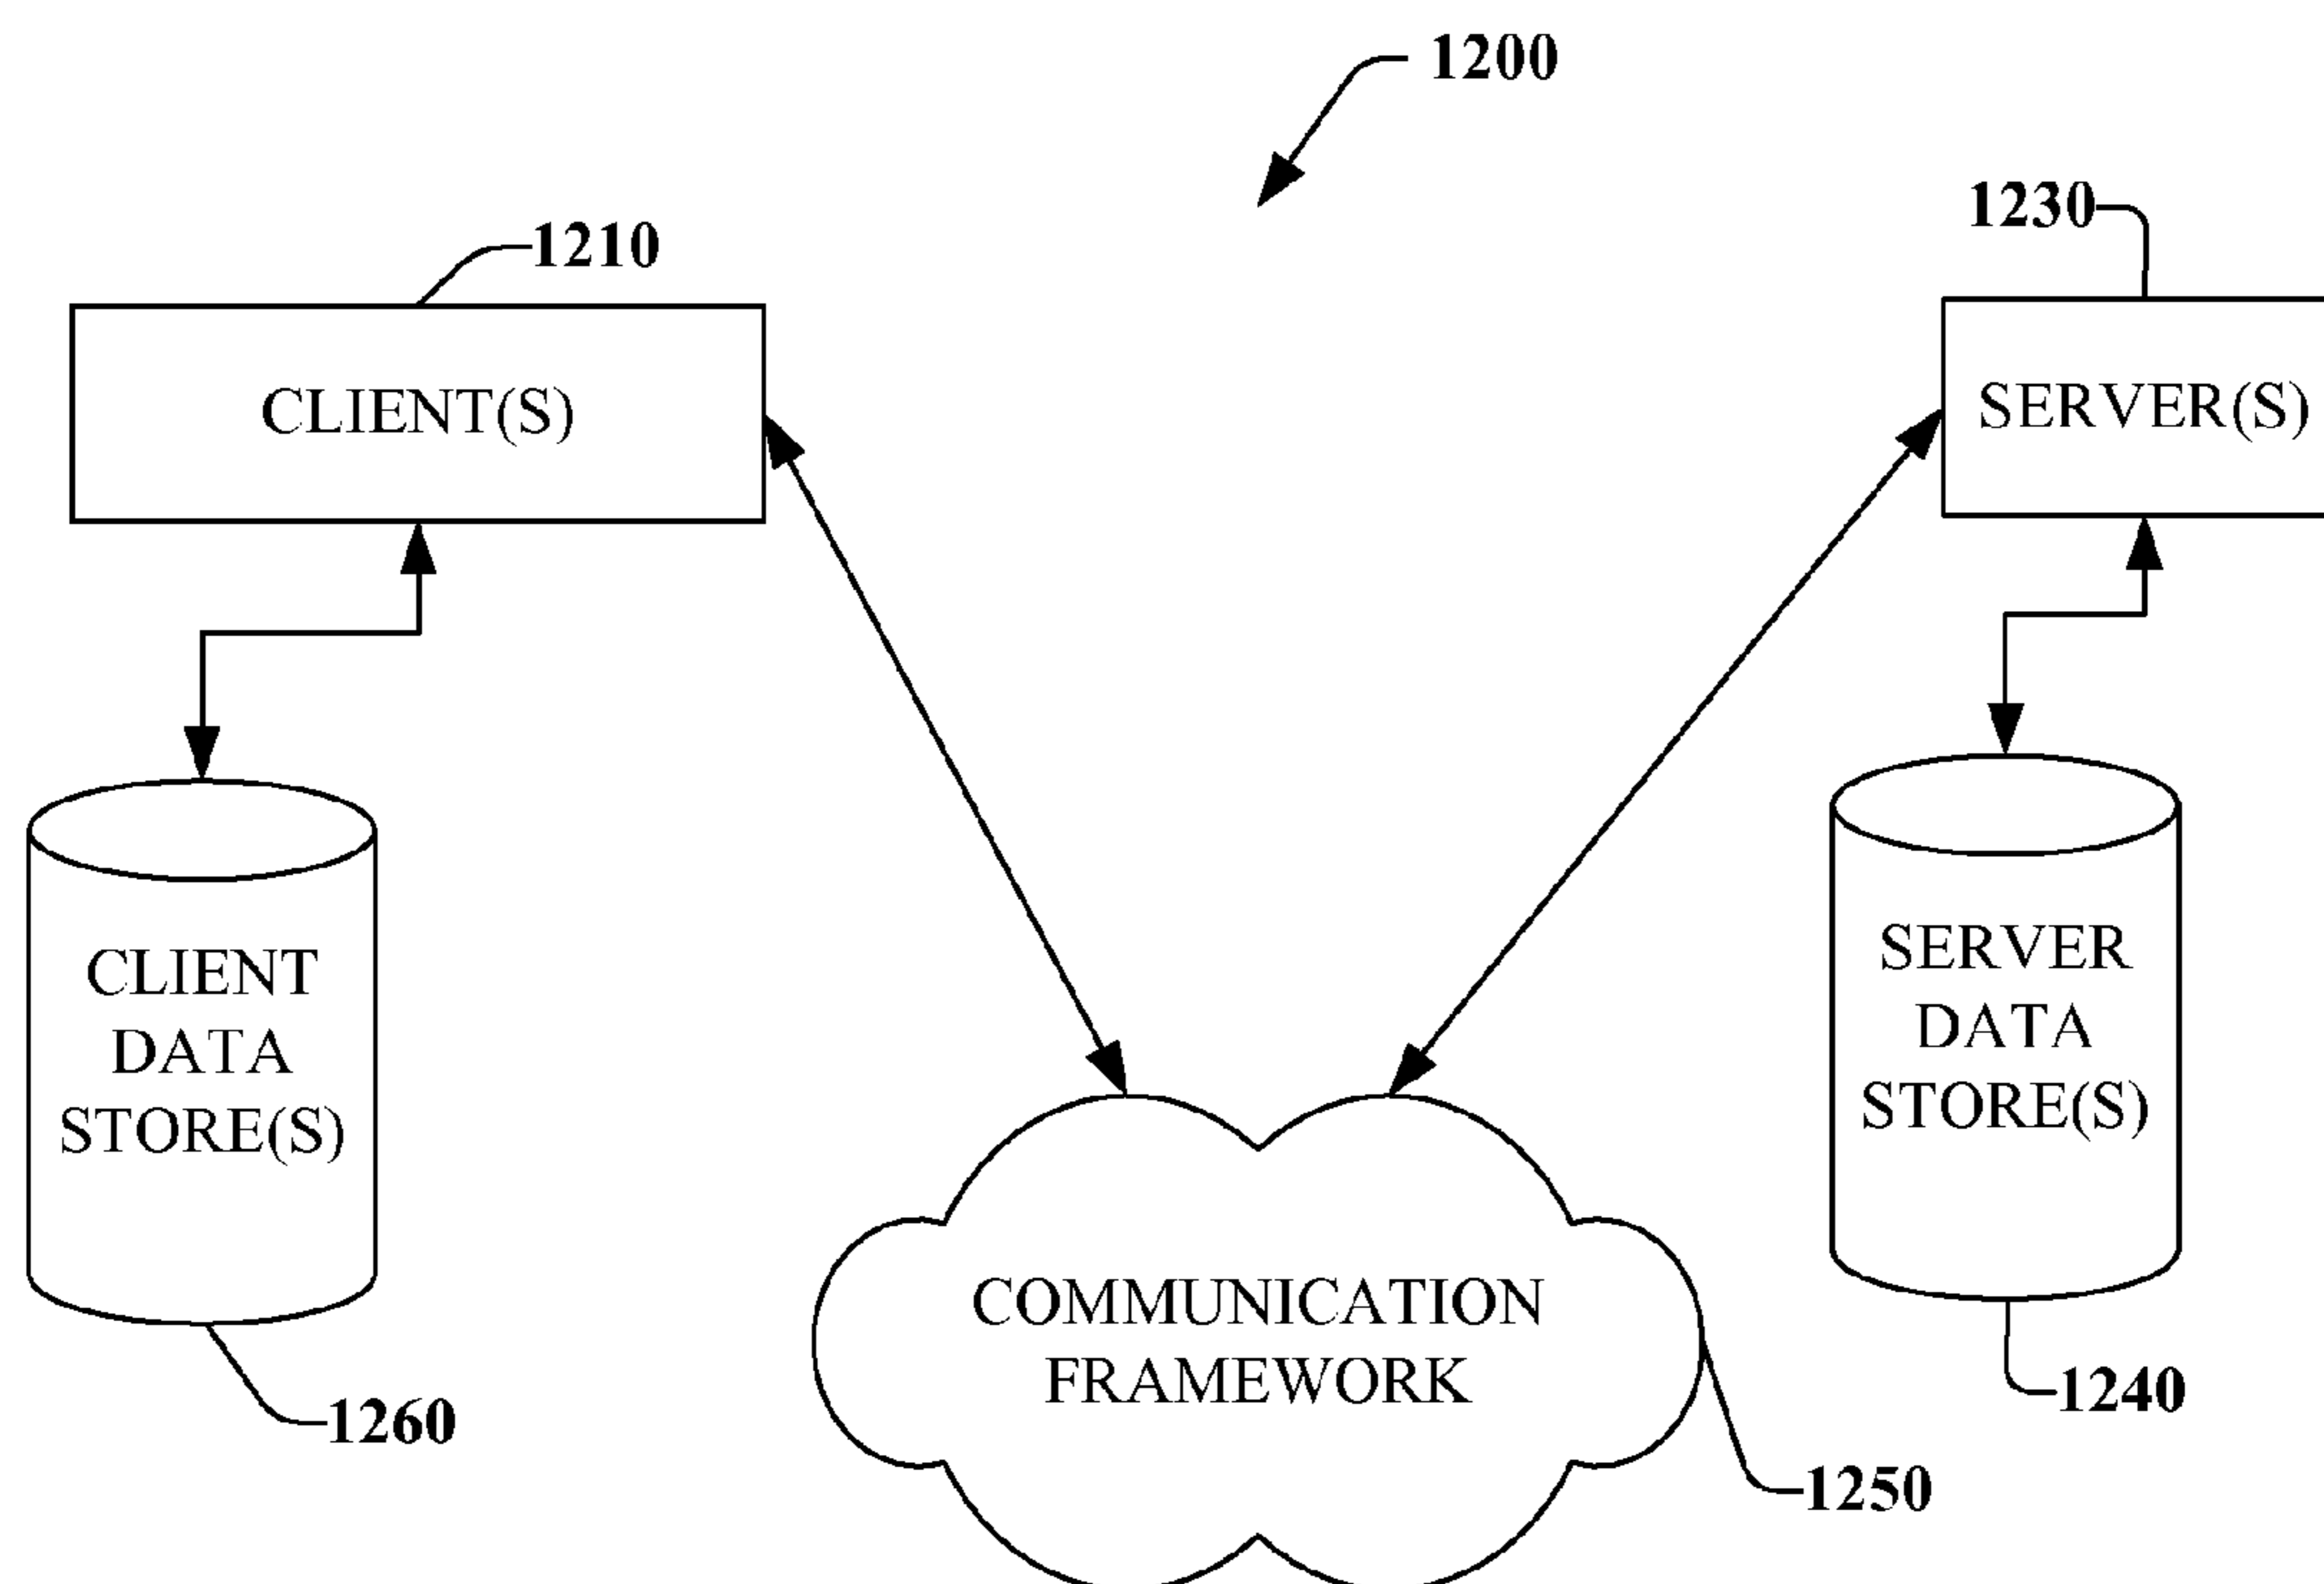 1200
1210
1230
CLIENT(S)
SERVER(S)
CLIENT
DATA
STORE(S)
SERVER
DATA
STORE(S)
COMMUNICATION
FRAMEWORK
1260
1240
1250